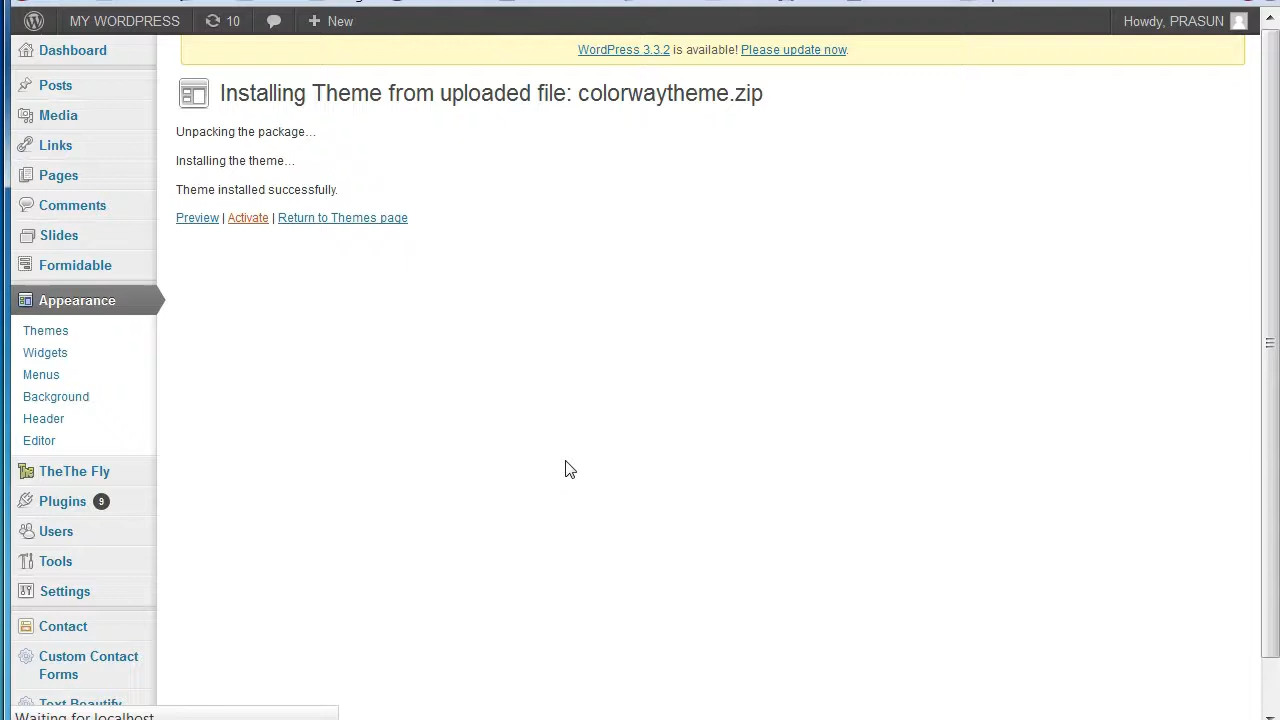 MY WORDPRESS 10 New Howdy, PRASUN
WordPress 3.3.2 is available! Please update now.
Installing Theme from uploaded file: colorwaytheme.zip
Unpacking the package…
Installing the theme…
Theme installed successfully.
Preview | Activate | Return to Themes page
Dashboard
Posts
Media
Links
Pages
Comments
Slides
Formidable
Appearance
Themes
Widgets
Menus
Background
Header
Editor
TheThe Fly
Plugins 9
Users
Tools
Settings
Contact
Custom Contact
Forms
Text Beautify
Waiting for localhost